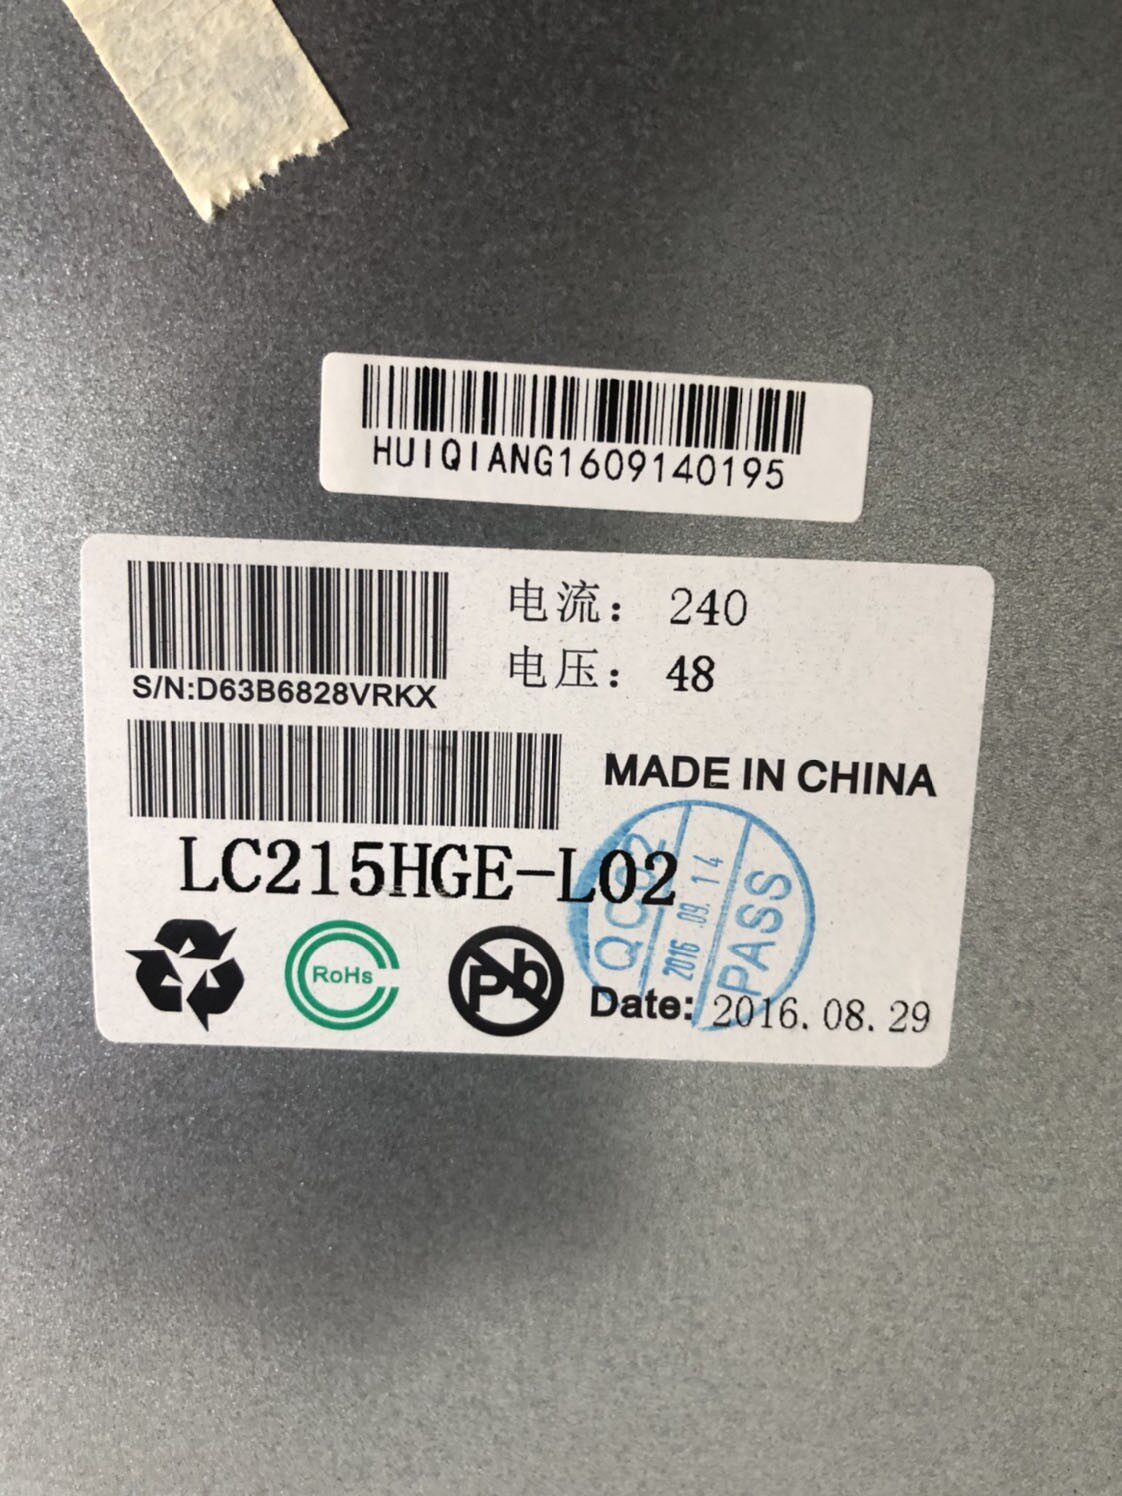 HUIQIANG1609140195
电流： 240
电压： 48
S/N:D63B6828VRKX
MADE IN CHINA
LC215HGE-L02
QC02
2016.09.14
PASS
RoHs
Pb
Date: 2016.08.29